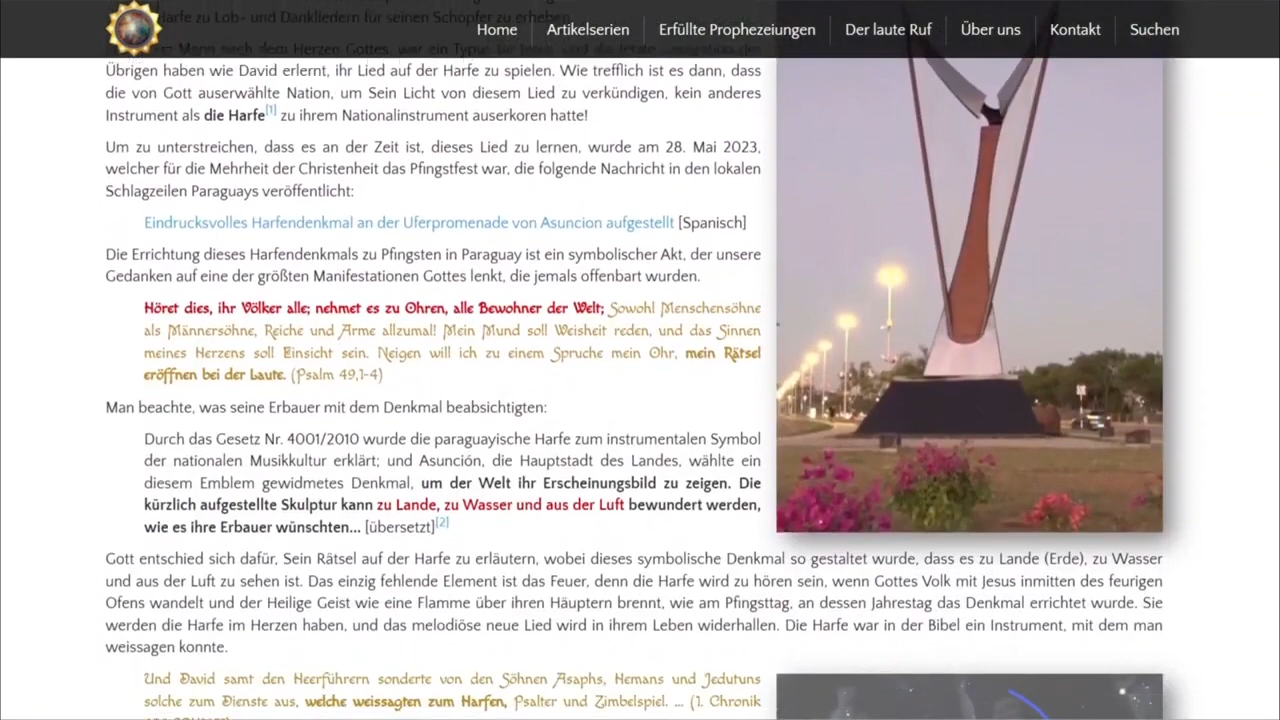 Harfe zu Lob- und Dankliedern für seinen Schöpfer zu erheben.
Home
Artikelserien
Erfüllte Prophezeiungen
Der laute Ruf
Über uns
Kontakt
Suchen
Mann nach dem Herzen Gottes, war ein Typus für Jesus, und die letzte Generation der
Übrigen haben wie David erlernt, ihr Lied auf der Harfe zu spielen. Wie trefflich ist es dann, dass
die von Gott auserwählte Nation, um Sein Licht von diesem Lied zu verkündigen, kein anderes
Instrument als die Harfe[1] zu ihrem Nationalinstrument auserkoren hatte!
Um zu unterstreichen, dass es an der Zeit ist, dieses Lied zu lernen, wurde am 28. Mai 2023,
welcher für die Mehrheit der Christenheit das Pfingstfest war, die folgende Nachricht in den lokalen
Schlagzeilen Paraguays veröffentlicht:
Eindrucksvolles Harfendenkmal an der Uferpromenade von Asuncion aufgestellt [Spanisch]
Die Errichtung dieses Harfendenkmals zu Pfingsten in Paraguay ist ein symbolischer Akt, der unsere
Gedanken auf eine der größten Manifestationen Gottes lenkt, die jemals offenbart wurden.
Höret dies, ihr Völker alle; nehmet es zu Ohren, alle Bewohner der Welt; Sowohl Menschensöhne
als Männersöhne, Reiche und Arme allzumal! Mein Mund soll Weisheit reden, und das Sinnen
meines Herzens soll Einsicht sein. Neigen will ich zu einem Spruche mein Ohr, mein Rätsel
eröffnen bei der Laute. (Psalm 49,1-4)
Man beachte, was seine Erbauer mit dem Denkmal beabsichtigten:
Durch das Gesetz Nr. 4001/2010 wurde die paraguayische Harfe zum instrumentalen Symbol
der nationalen Musikkultur erklärt; und Asunción, die Hauptstadt des Landes, wählte ein
diesem Emblem gewidmetes Denkmal, um der Welt ihr Erscheinungsbild zu zeigen. Die
kürzlich aufgestellte Skulptur kann zu Lande, zu Wasser und aus der Luft bewundert werden,
wie es ihre Erbauer wünschten... [übersetzt][2]
Gott entschied sich dafür, Sein Rätsel auf der Harfe zu erläutern, wobei dieses symbolische Denkmal so gestaltet wurde, dass es zu Lande (Erde), zu Wasser
und aus der Luft zu sehen ist. Das einzig fehlende Element ist das Feuer, denn die Harfe wird zu hören sein, wenn Gottes Volk mit Jesus inmitten des feurigen
Ofens wandelt und der Heilige Geist wie eine Flamme über ihren Häuptern brennt, wie am Pfingsttag, an dessen Jahrestag das Denkmal errichtet wurde. Sie
werden die Harfe im Herzen haben, und das melodiöse neue Lied wird in ihrem Leben widerhallen. Die Harfe war in der Bibel ein Instrument, mit dem man
weissagen konnte.
Und David samt den Heerführern sonderte von den Söhnen Asaphs, Hemans und Jedutuns
solche zum Dienste aus, welche weissagten zum Harfen, Psalter und Zimbelspiel. ... (1. Chronik